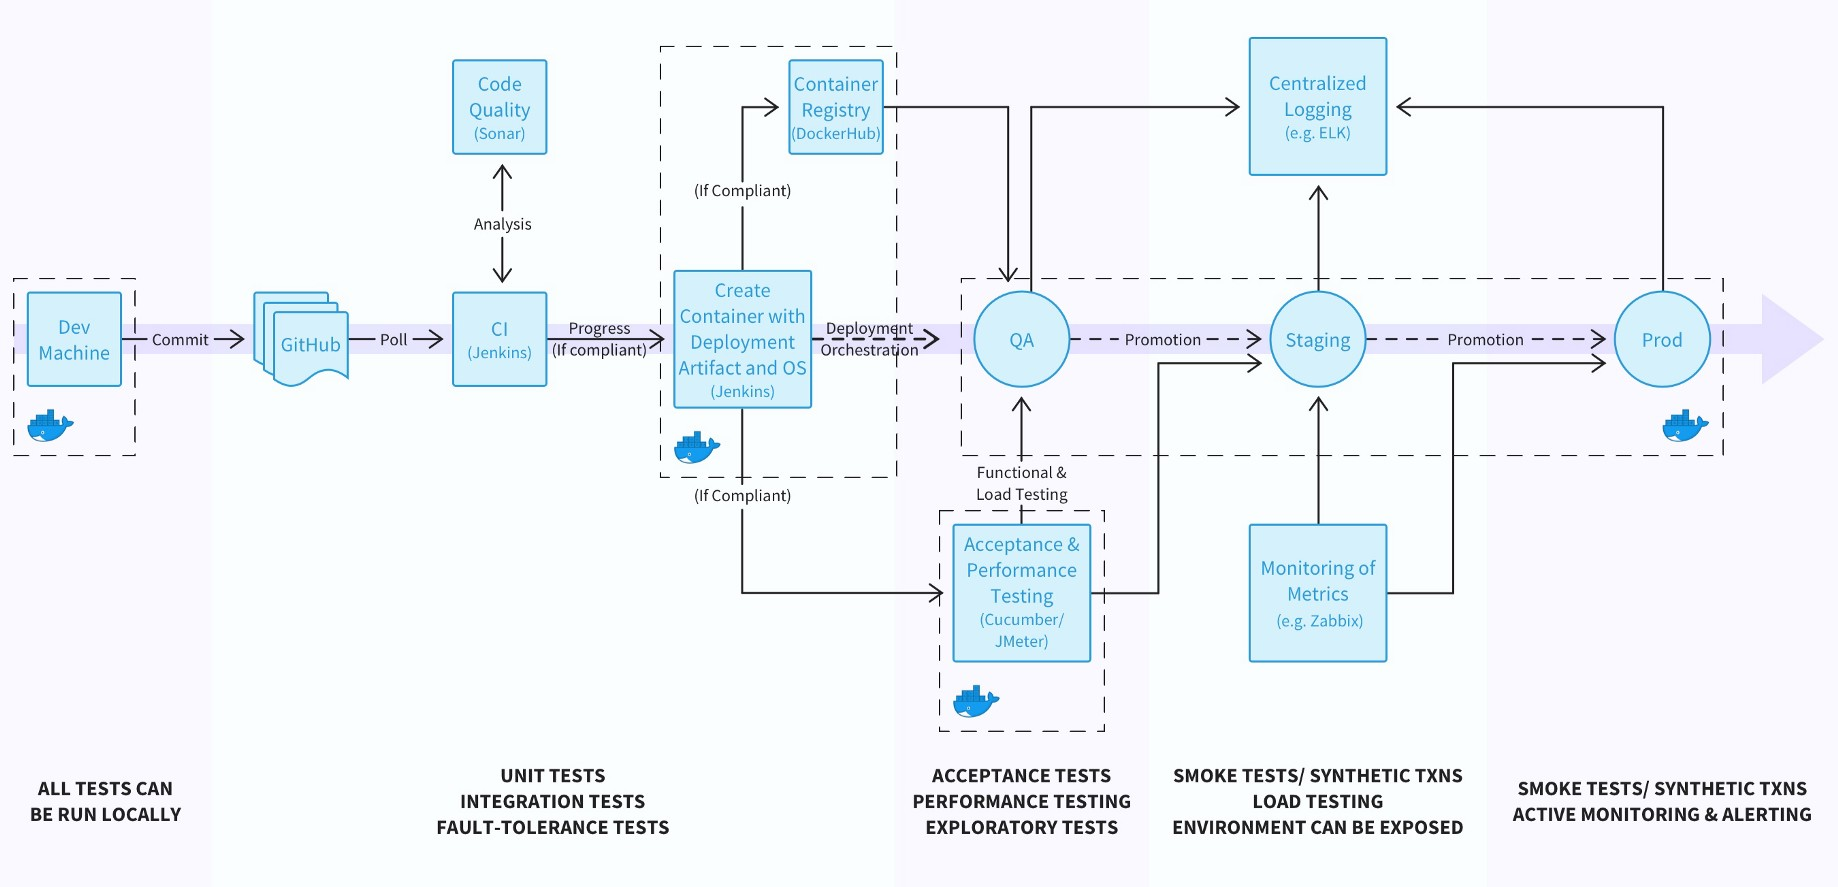 Code
Quality
(Sonar)
Container
Registry
(DockerHub)
Centralized
Logging
(e.g. ELK)
(If Compliant)
Analysis
Dev
Machine
Commit
GitHub
Poll
CI
(Jenkins)
Progress
(If compliant)
Create
Container with
Deployment
Artifact and OS
(Jenkins)
Deployment
Orchestration
QA
Promotion
Staging
Promotion
Prod
(If Compliant)
Functional &
Load Testing
Acceptance &
Performance
Testing
(Cucumber/
JMeter)
Monitoring of
Metrics
(e.g. Zabbix)
ALL TESTS CAN
BE RUN LOCALLY
UNIT TESTS
INTEGRATION TESTS
FAULT-TOLERANCE TESTS
ACCEPTANCE TESTS
PERFORMANCE TESTING
EXPLORATORY TESTS
SMOKE TESTS/ SYNTHETIC TXNS
LOAD TESTING
ENVIRONMENT CAN BE EXPOSED
SMOKE TESTS/ SYNTHETIC TXNS
ACTIVE MONITORING & ALERTING